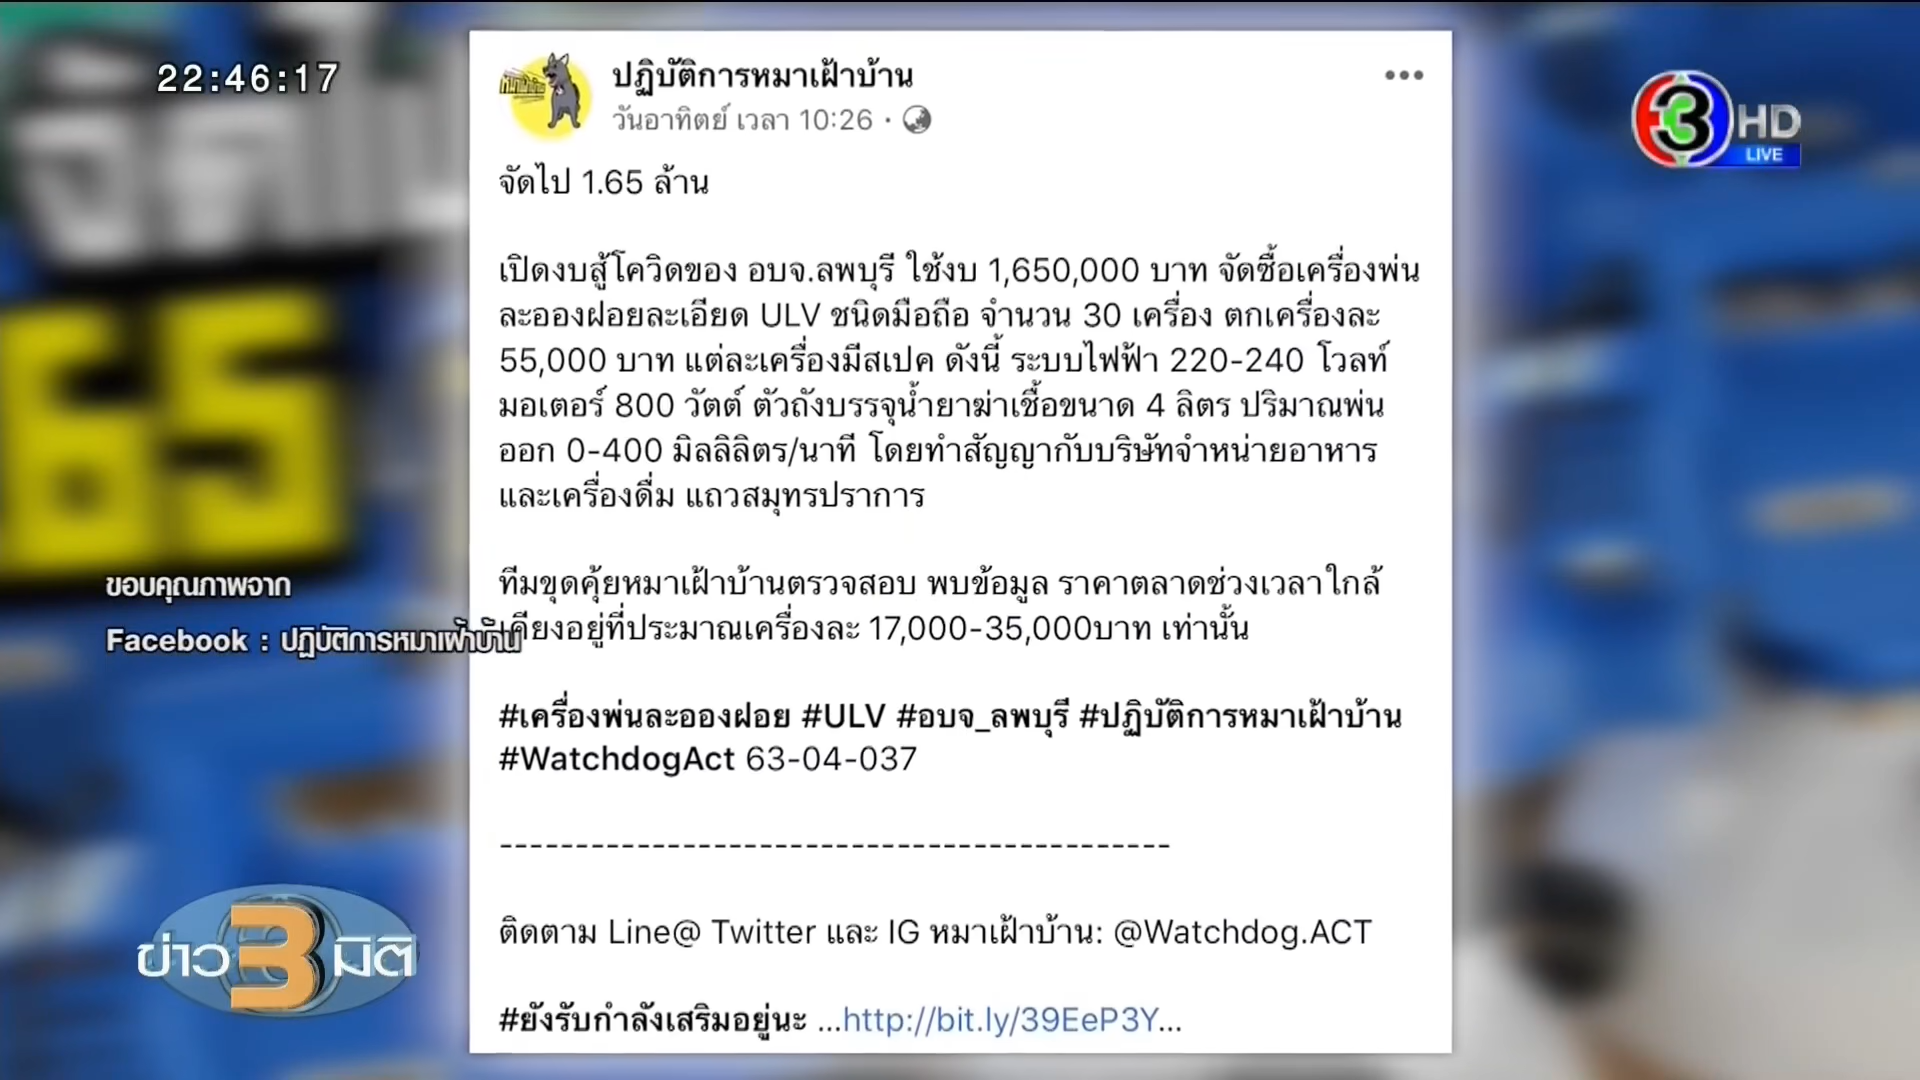 22:46:17
ปฏิบัติการหมาเฝ้าบ้าน
วันอาทิตย์ เวลา 10:26 ·
3 HD
LIVE
จัดไป 1.65 ล้าน
เปิดงบสู้โควิดของ อบจ.ลพบุรี ใช้งบ 1,650,000 บาท จัดซื้อเครื่องพ่น
ละอองฝอยละเอียด ULV ชนิดมือถือ จำนวน 30 เครื่อง ตกเครื่องละ
55,000 บาท แต่ละเครื่องมีสเปค ดังนี้ ระบบไฟฟ้า 220-240 โวลท์
มอเตอร์ 800 วัตต์ ตัวถังบรรจุน้ำยาฆ่าเชื้อขนาด 4 ลิตร ปริมาณพ่น
ออก 0-400 มิลลิลิตร/นาที โดยทำสัญญากับบริษัทจำหน่ายอาหาร
และเครื่องดื่ม แถวสมุทรปราการ
65
ขอบคุณภาพจาก
Facebook : ปฏิบัติการหมาเฝ้าบ้าน
ทีมขุดคุ้ยหมาเฝ้าบ้านตรวจสอบ พบข้อมูล ราคาตลาดช่วงเวลาใกล้
เคียงอยู่ที่ประมาณเครื่องละ 17,000-35,000บาท เท่านั้น
#เครื่องพ่นละอองฝอย #ULV #อบจ_ลพบุรี #ปฏิบัติการหมาเฝ้าบ้าน
#WatchdogAct 63-04-037
--------------------------------------------
ติดตาม Line@ Twitter และ IG หมาเฝ้าบ้าน: @Watchdog.ACT
ข่าว 3 มิติ
#ยังรับกำลังเสริมอยู่นะ ...http://bit.ly/39EeP3Y...